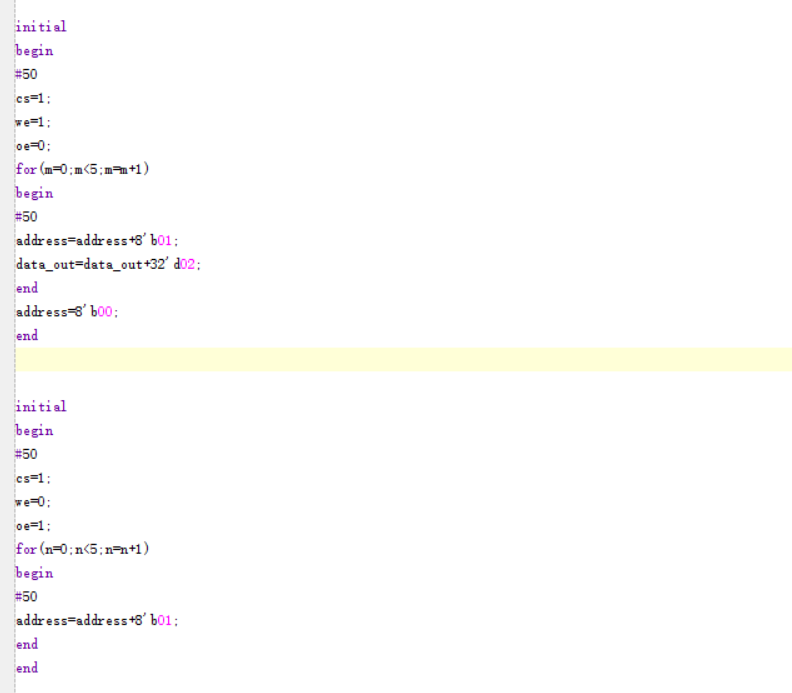 initial
begin
#50
cs=1;
we=1;
oe=0;
for(m=0;m<5;m=m+1)
begin
#50
address=address+8'b01;
data_out=data_out+32'd02;
end
address=8'b00;
end
initial
begin
#50
cs=1;
we=0;
oe=1;
for(n=0;n<5;n=n+1)
begin
#50
address=address+8'b01;
end
end